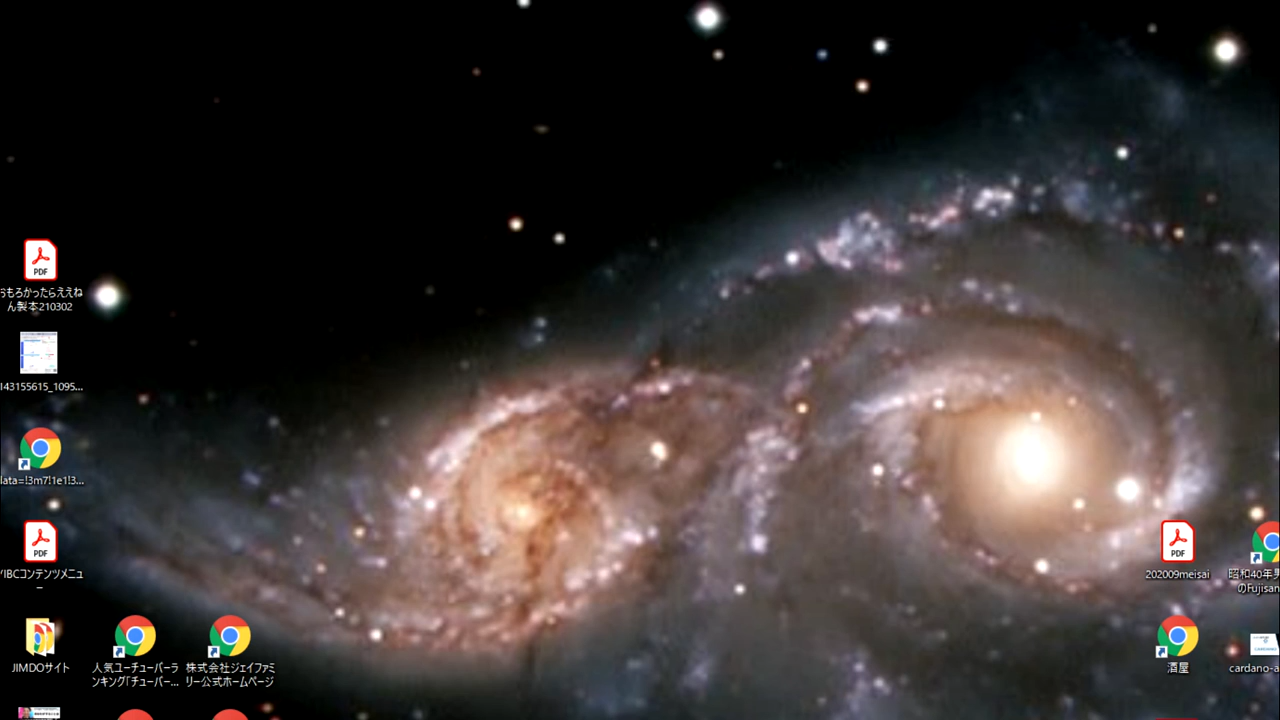 PDF
おもろかったらええね
ん製本210302
143155615_1095...
data=!3m7!1e1!3...
PDF
YIBCコンテンツメニュ
ー
PDF
202009meisai
昭和40年男
のFujisan
JIMDOサイト
人気ユーチューバーラ
ンキング「チューバー...
株式会社ジェイファミ
リー公式ホームページ
酒屋
cardano-a